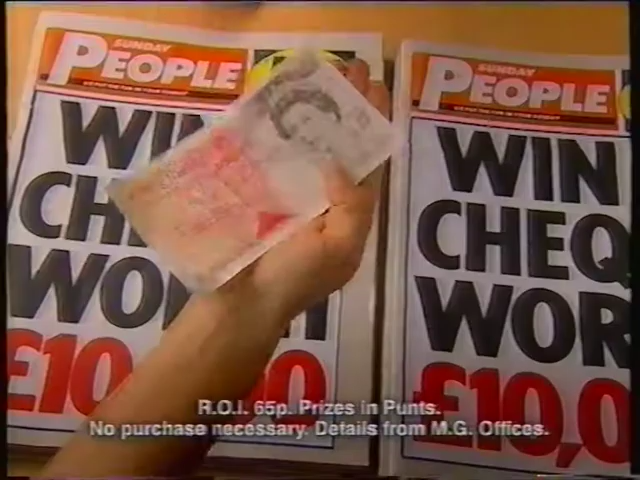 SUNDAY
PEOPLE
WIN
CHE
WO
£10 0
SUNDAY
PEOPLE
WIN
CHEQ
WOR
£10,0
R.O.I. 65p. Prizes in Punts.
No purchase necessary. Details from M.G. Offices.